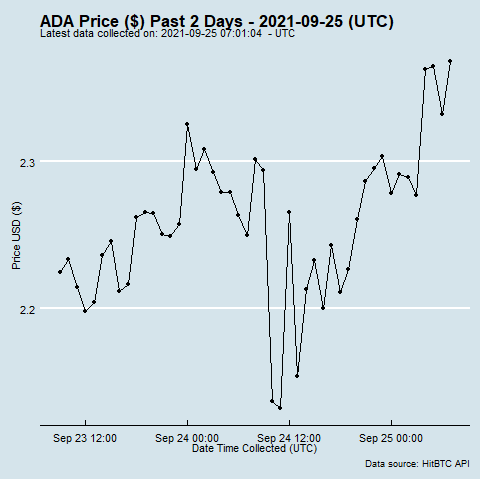 ADA Price ($) Past 2 Days - 2021-09-25 (UTC)
Latest data collected on: 2021-09-25 07:01:04  - UTC
Price USD ($)
2.3
2.2
Sep 23 12:00
Sep 24 00:00
Sep 24 12:00
Sep 25 00:00
Date Time Collected (UTC)
Data source: HitBTC API